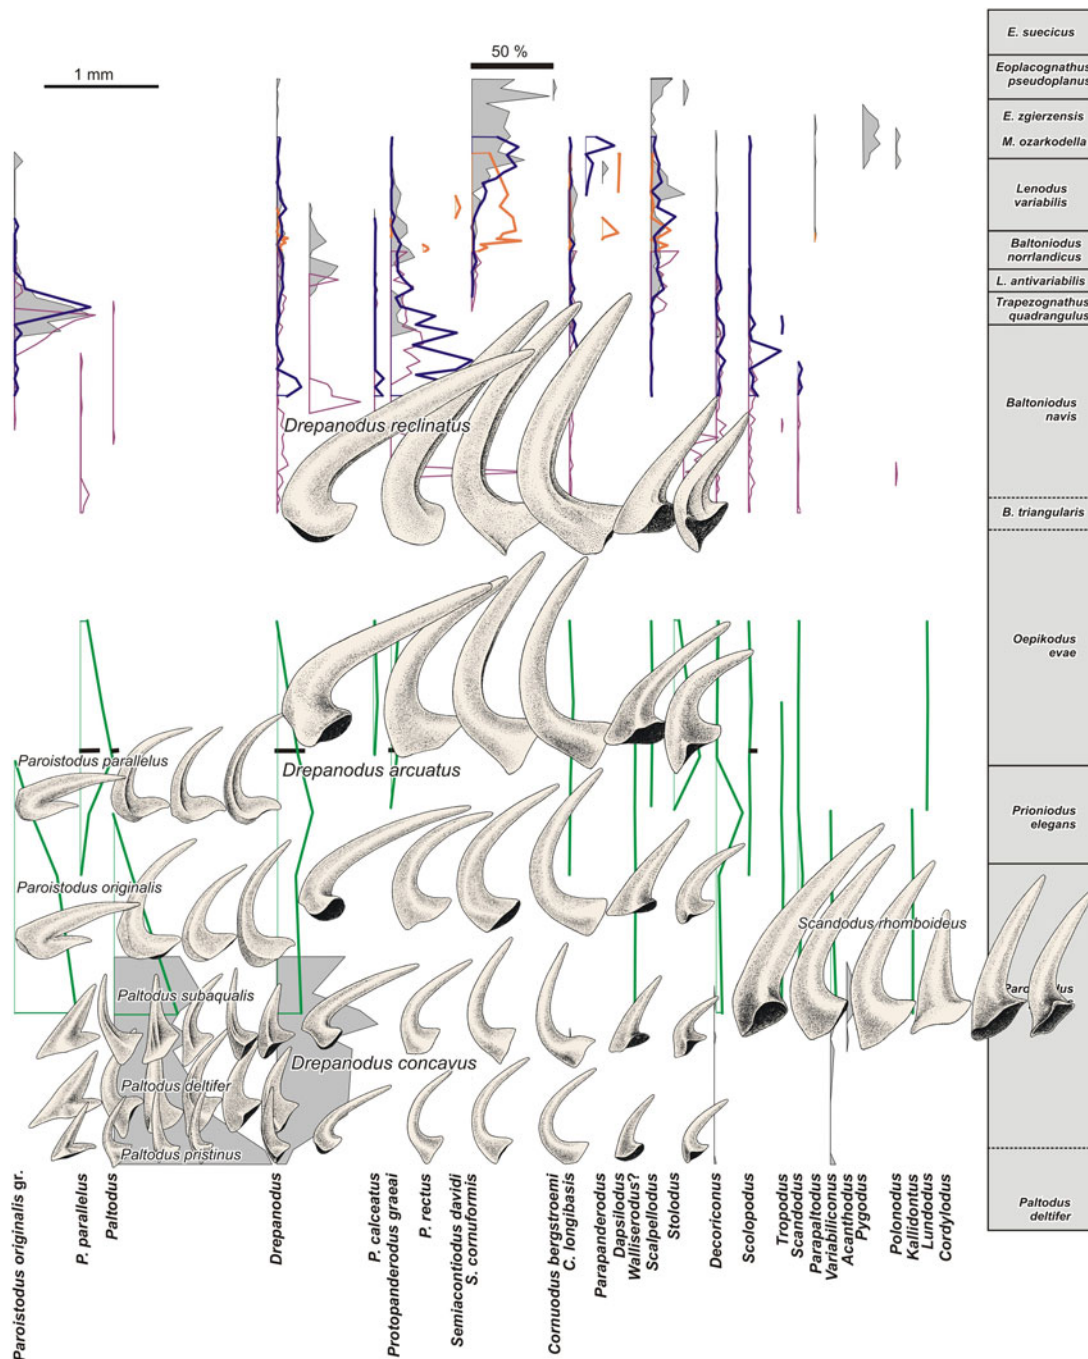 1 mm
50 %
E. suecicus
Eoplacognathus
pseudoplanus
E. zgierzensis
M. ozarkodella
Lenodus
variabilis
Baltoniodus
norrlandicus
L. antivariabilis
Trapezognathus
quadrangulus
Baltoniodus
navis
B. triangularis
Oepikodus
evae
Prioniodus
elegans
Paltodus
deltifer
Drepanodus reclinatus
Drepanodus arcuatus
Paroistodus parallelus
Paroistodus originalis
Scandodus rhomboideus
Paltodus subaqualis
Drepanodus concavus
Paltodus deltifer
Paltodus pristinus
Paroistodus originalis gr.
P. parallelus
Paltodus
Drepanodus
P. calceatus
Protopanderodus graeai
P. rectus
Semiacontiodus davidi
S. cornuformis
Cornuodus bergstroemi
C. longibasis
Parapanderodus
Dapsilodus
Walliserodus?
Scalpellodus
Stolodus
Decoriconus
Scolopodus
Tropodus
Scandodus
Parapaltodus
Variabiliconus
Acanthodus
Pygodus
Polonodus
Kallidontus
Lundodus
Cordylodus